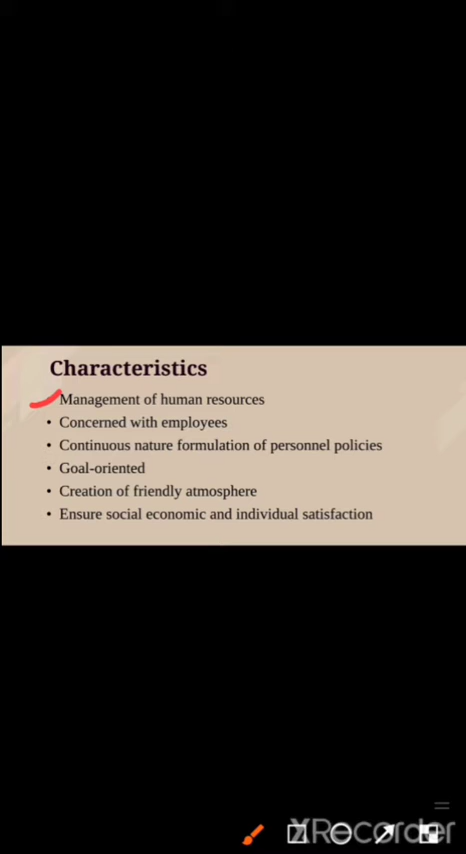 Characteristics
Management of human resources
• Concerned with employees
• Continuous nature formulation of personnel policies
• Goal-oriented
• Creation of friendly atmosphere
• Ensure social economic and individual satisfaction
XRecorder